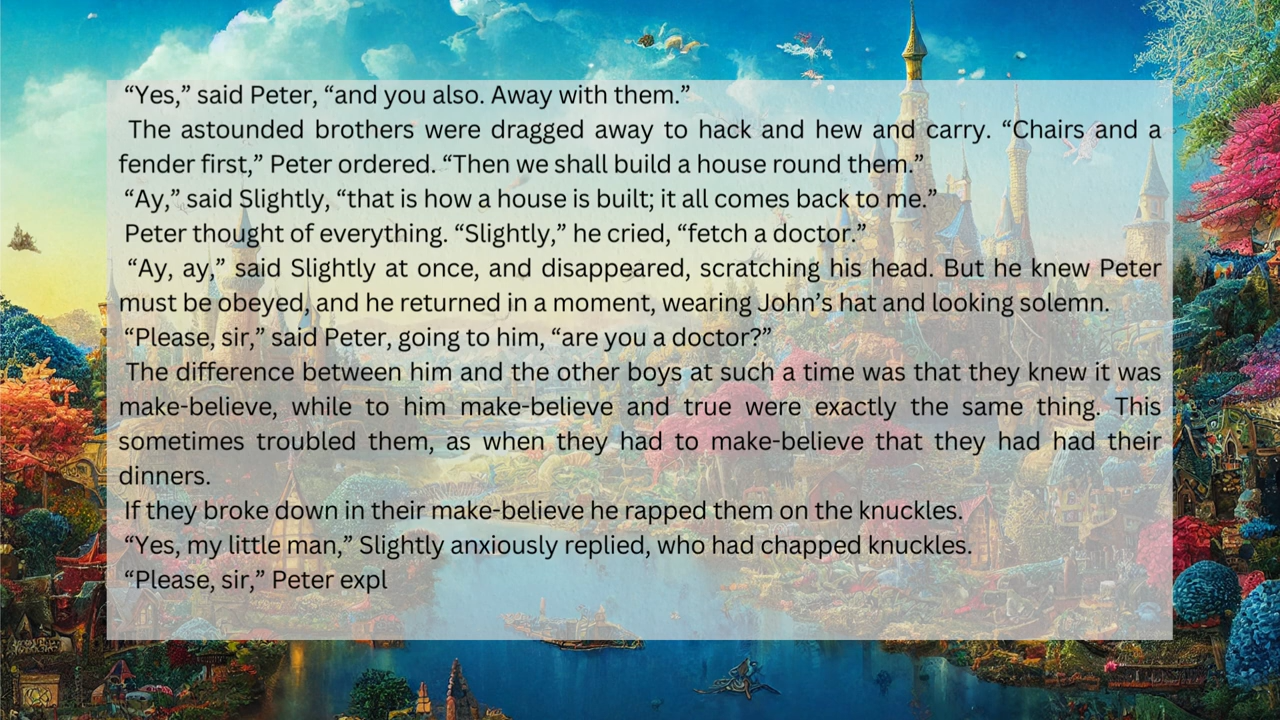 “Yes,” said Peter, “and you also. Away with them.”
The astounded brothers were dragged away to hack and hew and carry. “Chairs and a
fender first,” Peter ordered. “Then we shall build a house round them.”
“Ay,” said Slightly, “that is how a house is built; it all comes back to me.”
Peter thought of everything. “Slightly,” he cried, “fetch a doctor.”
“Ay, ay,” said Slightly at once, and disappeared, scratching his head. But he knew Peter
must be obeyed, and he returned in a moment, wearing John’s hat and looking solemn.
“Please, sir,” said Peter, going to him, “are you a doctor?”
The difference between him and the other boys at such a time was that they knew it was
make-believe, while to him make-believe and true were exactly the same thing. This
sometimes troubled them, as when they had to make-believe that they had had their
dinners.
If they broke down in their make-believe he rapped them on the knuckles.
“Yes, my little man,” Slightly anxiously replied, who had chapped knuckles.
“Please, sir,” Peter expl